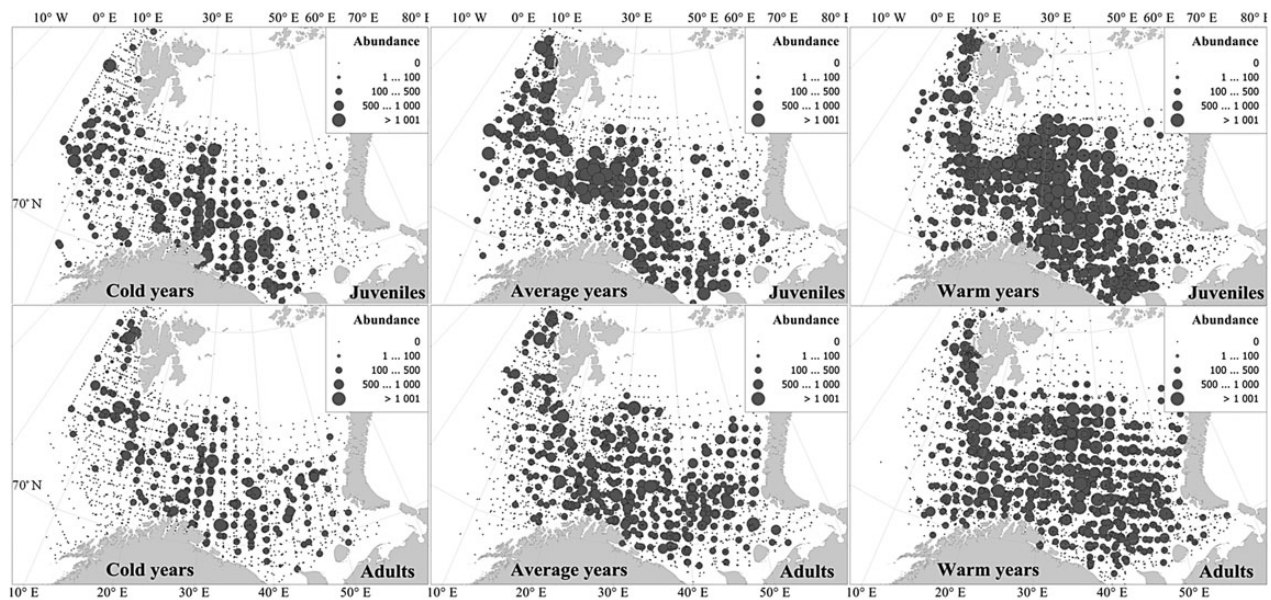 10° W 0° E 10° E 30° E 50° E 60° E 80° E
10° W 0° E 10° E 30° E 50° E 60° E 80° E
10° W 0° E 10° E 30° E 50° E 60° E 80° E
Abundance
0
1 ... 100
100 ... 500
500 ... 1 000
> 1 001
Abundance
0
1 ... 100
100 ... 500
500 ... 1 000
> 1 001
Abundance
0
1 ... 100
100 ... 500
500 ... 1 000
> 1 001
70° N
Cold years Juveniles
Average years Juveniles
Warm years Juveniles
Abundance
0
1 ... 100
100 ... 500
500 ... 1 000
> 1 001
Abundance
0
1 ... 100
100 ... 500
500 ... 1 000
> 1 001
Abundance
0
1 ... 100
100 ... 500
500 ... 1 000
> 1 001
70° N
Cold years Adults
Average years Adults
Warm years Adults
10° E 20° E 30° E 40° E 50° E
20° E 30° E 40° E 50° E
20° E 30° E 40° E 50° E